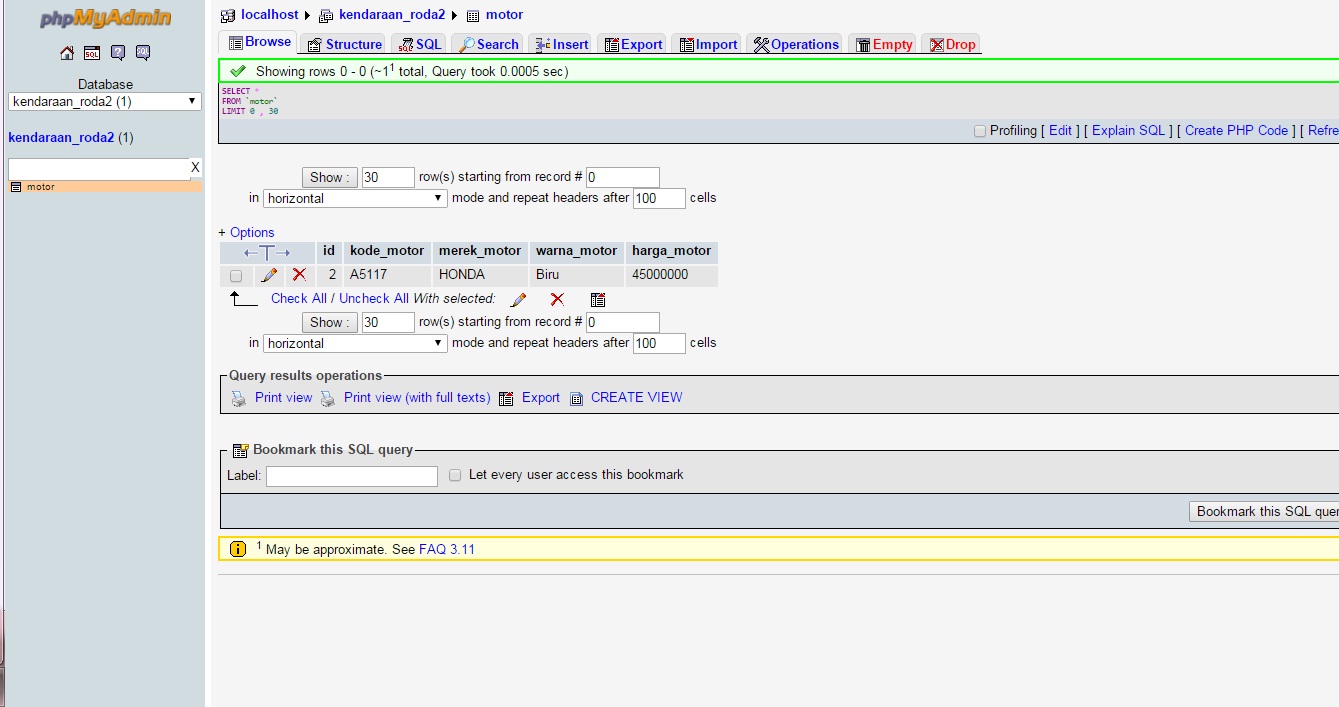 phpMyAdmin
Database
kendaraan_roda2 (1)
kendaraan_roda2 (1)
X
motor
localhost kendaraan_roda2 motor
Browse Structure SQL Search Insert Export Import Operations Empty Drop
Showing rows 0 - 0 (~1¹ total, Query took 0.0005 sec)
SELECT *
FROM `motor`
LIMIT 0 , 30
Profiling [ Edit ] [ Explain SQL ] [ Create PHP Code ] [ Refre
Show : 30 row(s) starting from record # 0
in horizontal mode and repeat headers after 100 cells
+ Options
←T→ id kode_motor merek_motor warna_motor harga_motor
2 A5117 HONDA Biru 45000000
Check All / Uncheck All With selected:
Show : 30 row(s) starting from record # 0
in horizontal mode and repeat headers after 100 cells
Query results operations
Print view Print view (with full texts) Export CREATE VIEW
Bookmark this SQL query
Label: Let every user access this bookmark
Bookmark this SQL quer
¹ May be approximate. See FAQ 3.11